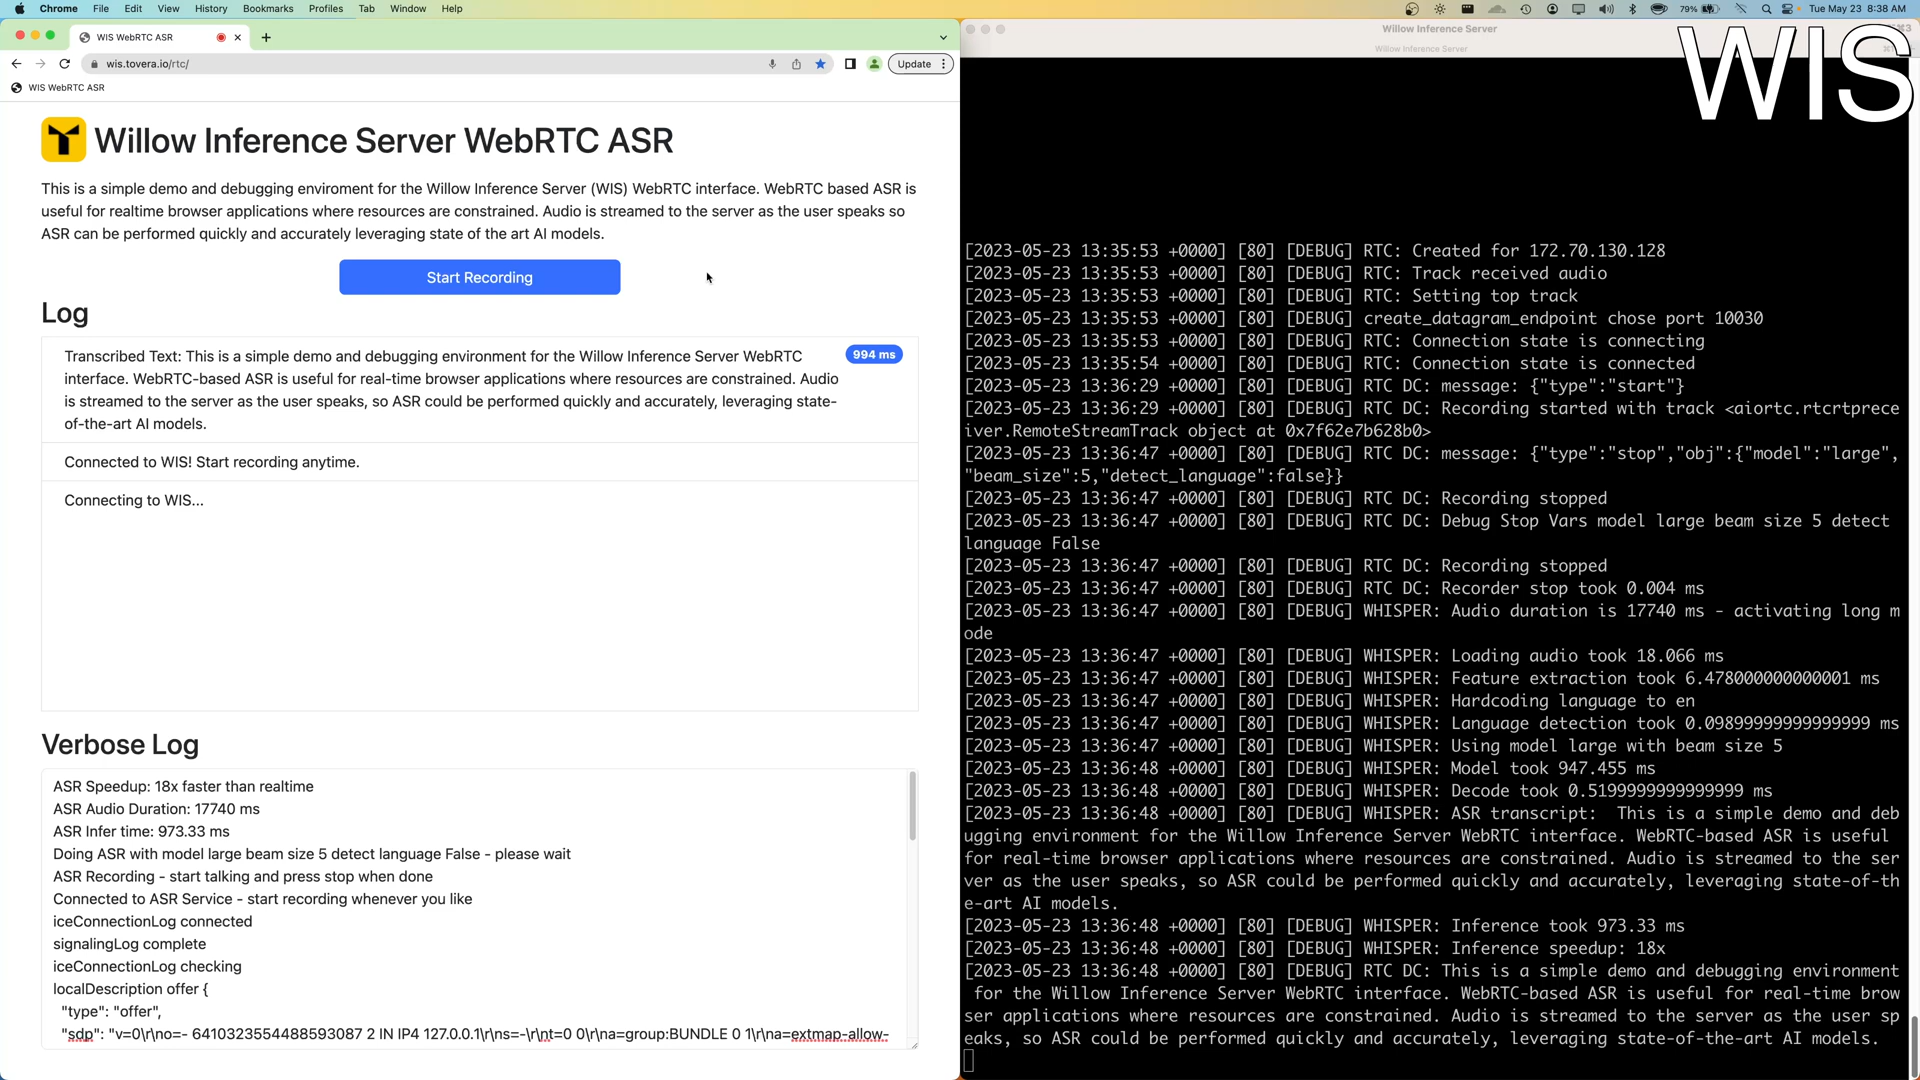 Chrome File Edit View History Bookmarks Profiles Tab Window Help
79% Tue May 23 8:38 AM
WIS WebRTC ASR
wis.tovera.io/rtc/
Update
WIS WebRTC ASR
Willow Inference Server WebRTC ASR
This is a simple demo and debugging enviroment for the Willow Inference Server (WIS) WebRTC interface. WebRTC based ASR is
useful for realtime browser applications where resources are constrained. Audio is streamed to the server as the user speaks so
ASR can be performed quickly and accurately leveraging state of the art AI models.
Start Recording
Log
Transcribed Text: This is a simple demo and debugging environment for the Willow Inference Server WebRTC
994 ms
interface. WebRTC-based ASR is useful for real-time browser applications where resources are constrained. Audio
is streamed to the server as the user speaks, so ASR could be performed quickly and accurately, leveraging state-
of-the-art AI models.
Connected to WIS! Start recording anytime.
Connecting to WIS...
Verbose Log
ASR Speedup: 18x faster than realtime
ASR Audio Duration: 17740 ms
ASR Infer time: 973.33 ms
Doing ASR with model large beam size 5 detect language False - please wait
ASR Recording - start talking and press stop when done
Connected to ASR Service - start recording whenever you like
iceConnectionLog connected
signalingLog complete
iceConnectionLog checking
localDescription offer {
"type": "offer",
"sdp": "v=0\r\no=- 6410323554488593087 2 IN IP4 127.0.0.1\r\ns=-\r\nt=0 0\r\na=group:BUNDLE 0 1\r\na=extmap-allow-
Willow Inference Server
Willow Inference Server
WIS
[2023-05-23 13:35:53 +0000] [80] [DEBUG] RTC: Created for 172.70.130.128
[2023-05-23 13:35:53 +0000] [80] [DEBUG] RTC: Track received audio
[2023-05-23 13:35:53 +0000] [80] [DEBUG] RTC: Setting top track
[2023-05-23 13:35:53 +0000] [80] [DEBUG] create_datagram_endpoint chose port 10030
[2023-05-23 13:35:53 +0000] [80] [DEBUG] RTC: Connection state is connecting
[2023-05-23 13:35:54 +0000] [80] [DEBUG] RTC: Connection state is connected
[2023-05-23 13:36:29 +0000] [80] [DEBUG] RTC DC: message: {"type":"start"}
[2023-05-23 13:36:29 +0000] [80] [DEBUG] RTC DC: Recording started with track <aiortc.rtcrtprece
iver.RemoteStreamTrack object at 0x7f62e7b628b0>
[2023-05-23 13:36:47 +0000] [80] [DEBUG] RTC DC: message: {"type":"stop","obj":{"model":"large",
"beam_size":5,"detect_language":false}}
[2023-05-23 13:36:47 +0000] [80] [DEBUG] RTC DC: Recording stopped
[2023-05-23 13:36:47 +0000] [80] [DEBUG] RTC DC: Debug Stop Vars model large beam size 5 detect
language False
[2023-05-23 13:36:47 +0000] [80] [DEBUG] RTC DC: Recording stopped
[2023-05-23 13:36:47 +0000] [80] [DEBUG] RTC DC: Recorder stop took 0.004 ms
[2023-05-23 13:36:47 +0000] [80] [DEBUG] WHISPER: Audio duration is 17740 ms - activating long m
ode
[2023-05-23 13:36:47 +0000] [80] [DEBUG] WHISPER: Loading audio took 18.066 ms
[2023-05-23 13:36:47 +0000] [80] [DEBUG] WHISPER: Feature extraction took 6.478000000000001 ms
[2023-05-23 13:36:47 +0000] [80] [DEBUG] WHISPER: Hardcoding language to en
[2023-05-23 13:36:47 +0000] [80] [DEBUG] WHISPER: Language detection took 0.09899999999999999 ms
[2023-05-23 13:36:47 +0000] [80] [DEBUG] WHISPER: Using model large with beam size 5
[2023-05-23 13:36:48 +0000] [80] [DEBUG] WHISPER: Model took 947.455 ms
[2023-05-23 13:36:48 +0000] [80] [DEBUG] WHISPER: Decode took 0.5199999999999999 ms
[2023-05-23 13:36:48 +0000] [80] [DEBUG] WHISPER: ASR transcript:  This is a simple demo and deb
ugging environment for the Willow Inference Server WebRTC interface. WebRTC-based ASR is useful
for real-time browser applications where resources are constrained. Audio is streamed to the ser
ver as the user speaks, so ASR could be performed quickly and accurately, leveraging state-of-th
e-art AI models.
[2023-05-23 13:36:48 +0000] [80] [DEBUG] WHISPER: Inference took 973.33 ms
[2023-05-23 13:36:48 +0000] [80] [DEBUG] WHISPER: Inference speedup: 18x
[2023-05-23 13:36:48 +0000] [80] [DEBUG] RTC DC: This is a simple demo and debugging environment
for the Willow Inference Server WebRTC interface. WebRTC-based ASR is useful for real-time brow
ser applications where resources are constrained. Audio is streamed to the server as the user sp
eaks, so ASR could be performed quickly and accurately, leveraging state-of-the-art AI models.